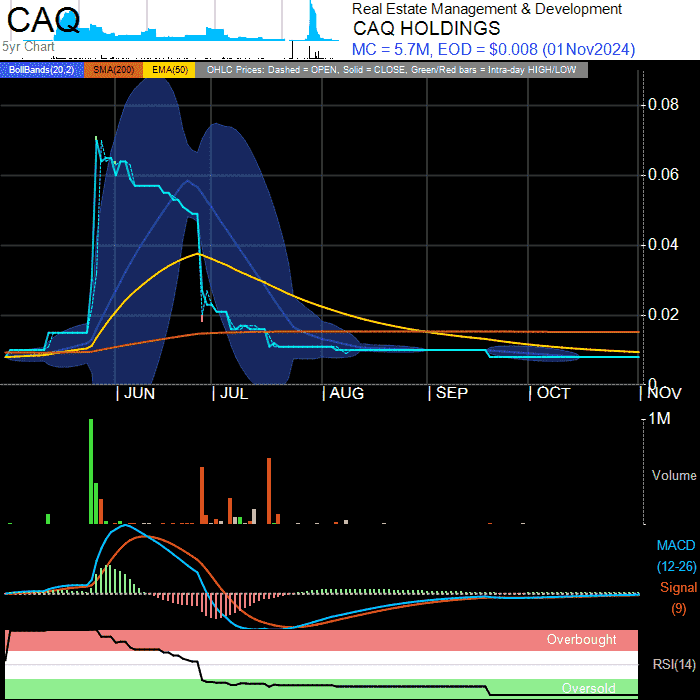 CAQ
Real Estate Management & Development
CAQ HOLDINGS
5yr Chart
MC = 5.7M, EOD = $0.008 (01Nov2024)
BollBands(20,2) SMA(200) EMA(50) OHLC Prices: Dashed = OPEN, Solid = CLOSE, Green/Red bars = Intra-day HIGH/LOW
0.08
0.06
0.04
0.02
0
JUN JUL AUG SEP OCT NOV
1M
Volume
MACD
(12-26)
Signal
(9)
Overbought
RSI(14)
Oversold